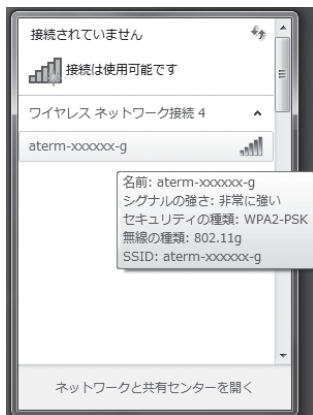 接続されていません
接続は使用可能です
ワイヤレス ネットワーク接続 4
aterm-xxxxxx-g
名前: aterm-xxxxxx-g
シグナルの強さ: 非常に強い
セキュリティの種類: WPA2-PSK
無線の種類: 802.11g
SSID: aterm-xxxxxx-g
ネットワークと共有センターを開く